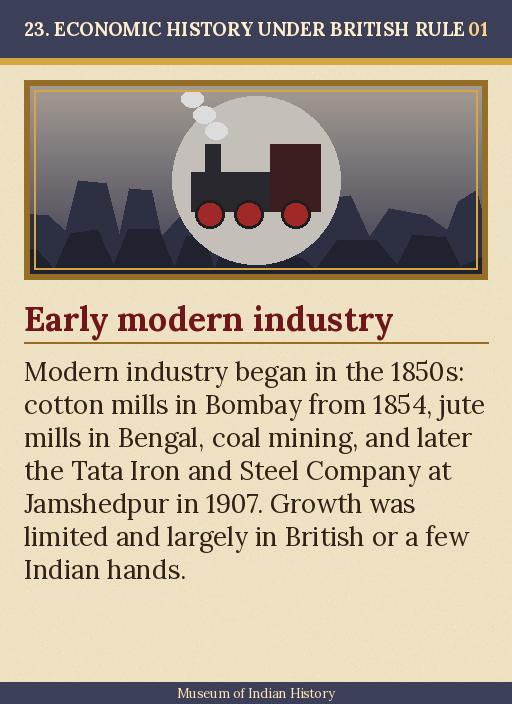 23. ECONOMIC HISTORY UNDER BRITISH RULE 01
Early modern industry
Modern industry began in the 1850s:
cotton mills in Bombay from 1854, jute
mills in Bengal, coal mining, and later
the Tata Iron and Steel Company at
Jamshedpur in 1907. Growth was
limited and largely in British or a few
Indian hands.
Museum of Indian History